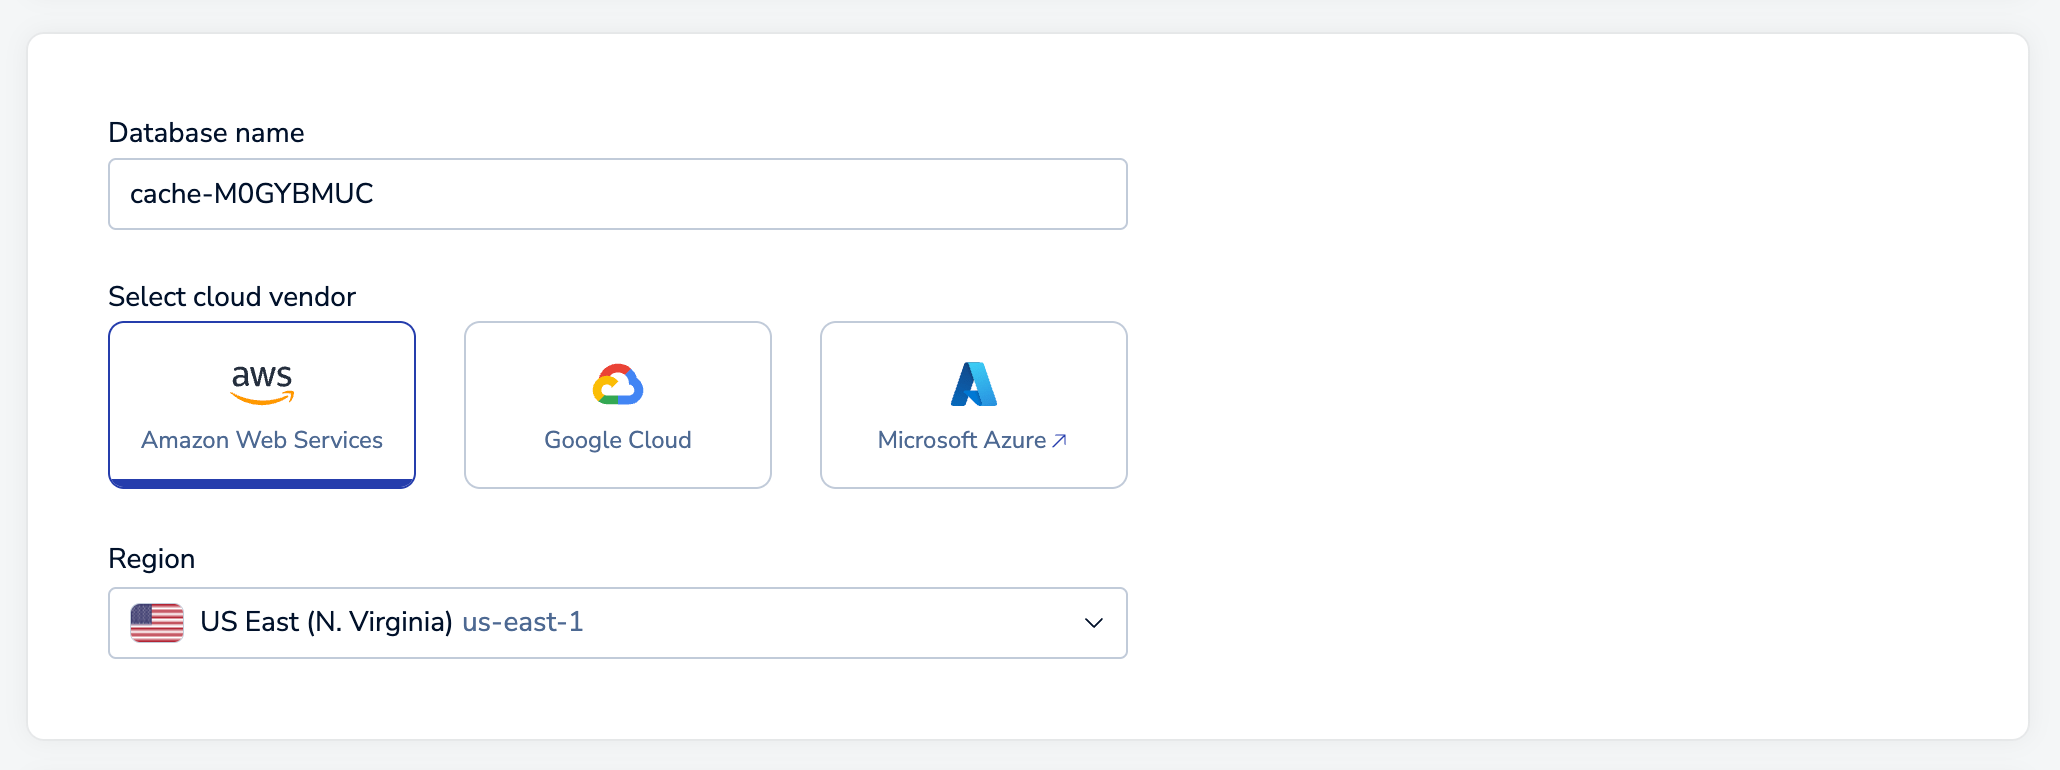 Database name
cache-M0GYBMUC
Select cloud vendor
aws
Amazon Web Services
Google Cloud
Microsoft Azure↗
Region
US East (N. Virginia) us-east-1